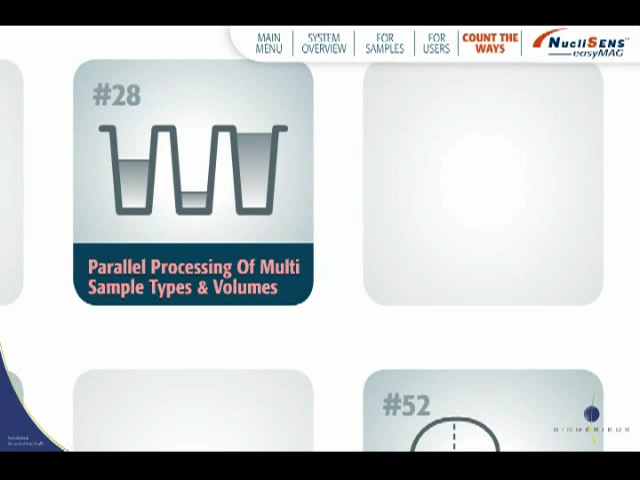 MAIN MENU
SYSTEM OVERVIEW
FOR SAMPLES
FOR USERS
COUNT THE WAYS
NucliSENS
easyMAG
#28
Parallel Processing Of Multi
Sample Types & Volumes
#52
BIOMÉRIEUX